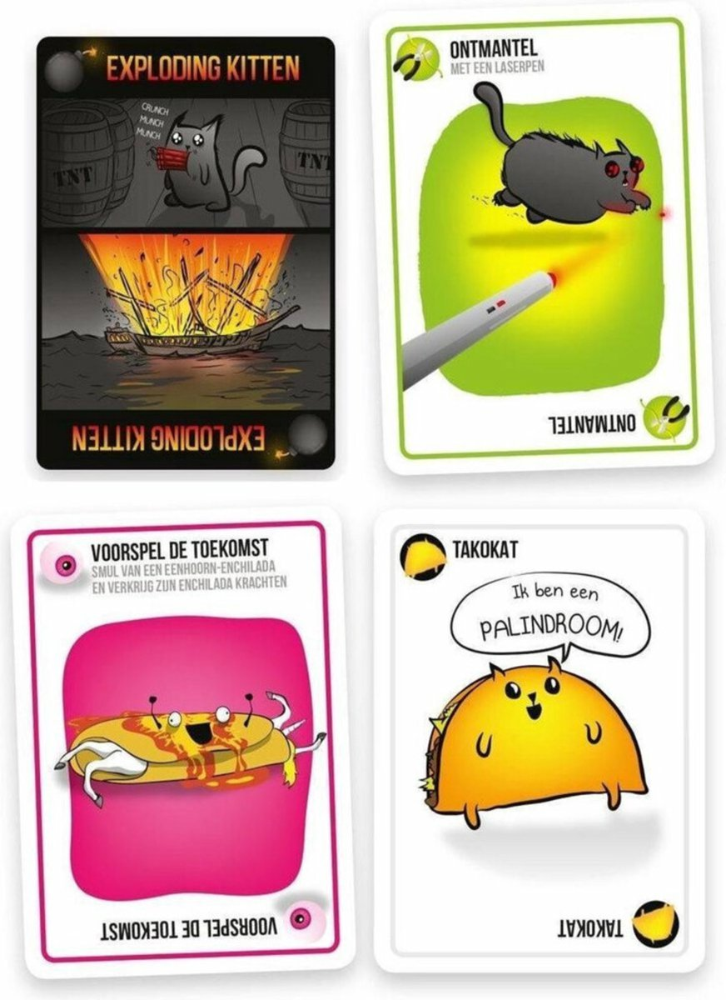 EXPLODING KITTEN
CRUNCH
MUNCH
MUNCH
TNT
TNT
EXPLODING KITTEN
ONTMANTEL
MET EEN LASERPEN
ONTMANTEL
VOORSPEL DE TOEKOMST
SMUL VAN EEN EENHOORN-ENCHILADA
EN VERKRIJG ZIJN ENCHILADA KRACHTEN
VOORSPEL DE TOEKOMST
TAKOKAT
Ik ben een
PALINDROOM!
TAKOKAT